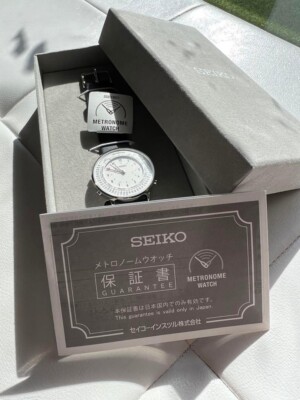 SEIKO
METRONOME
WATCH
SEIKO
メトロノームウオッチ
保証書
GUARANTEE
METRONOME
WATCH
本保証書は日本国内でのみ有効です。
This guarantee is valid only in Japan.
セイコーインスツル株式会社